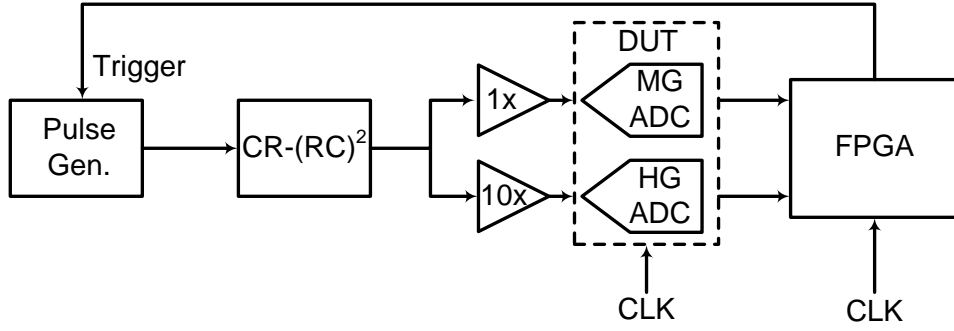 Trigger
Pulse
Gen.
CR-(RC)²
1x
10x
DUT
MG
ADC
HG
ADC
FPGA
CLK
CLK